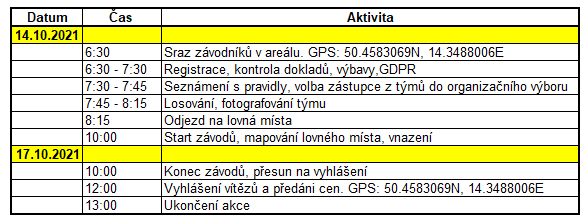 Datum Čas Aktivita
14.10.2021
6:30 Sraz závodníků v areálu. GPS: 50.4583069N, 14.3488006E
6:30 - 7:30 Registrace, kontrola dokladů, výbavy,GDPR
7:30 - 7:45 Seznámení s pravidly, volba zástupce z týmů do organizačního výboru
7:45 - 8:15 Losování, fotografování týmu
8:15 Odjezd na lovná místa
10:00 Start závodů, mapování lovného místa, vnazení
17.10.2021
10:00 Konec závodů, přesun na vyhlášení
12:00 Vyhlášení vítězů a předáni cen. GPS: 50.4583069N, 14.3488006E
13:00 Ukončení akce